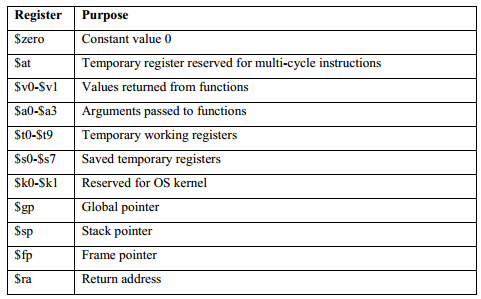 Register Purpose
$zero Constant value 0
$at Temporary register reserved for multi-cycle instructions
$v0-$v1 Values returned from functions
$a0-$a3 Arguments passed to functions
$t0-$t9 Temporary working registers
$s0-$s7 Saved temporary registers
$k0-$k1 Reserved for OS kernel
$gp Global pointer
$sp Stack pointer
$fp Frame pointer
$ra Return address